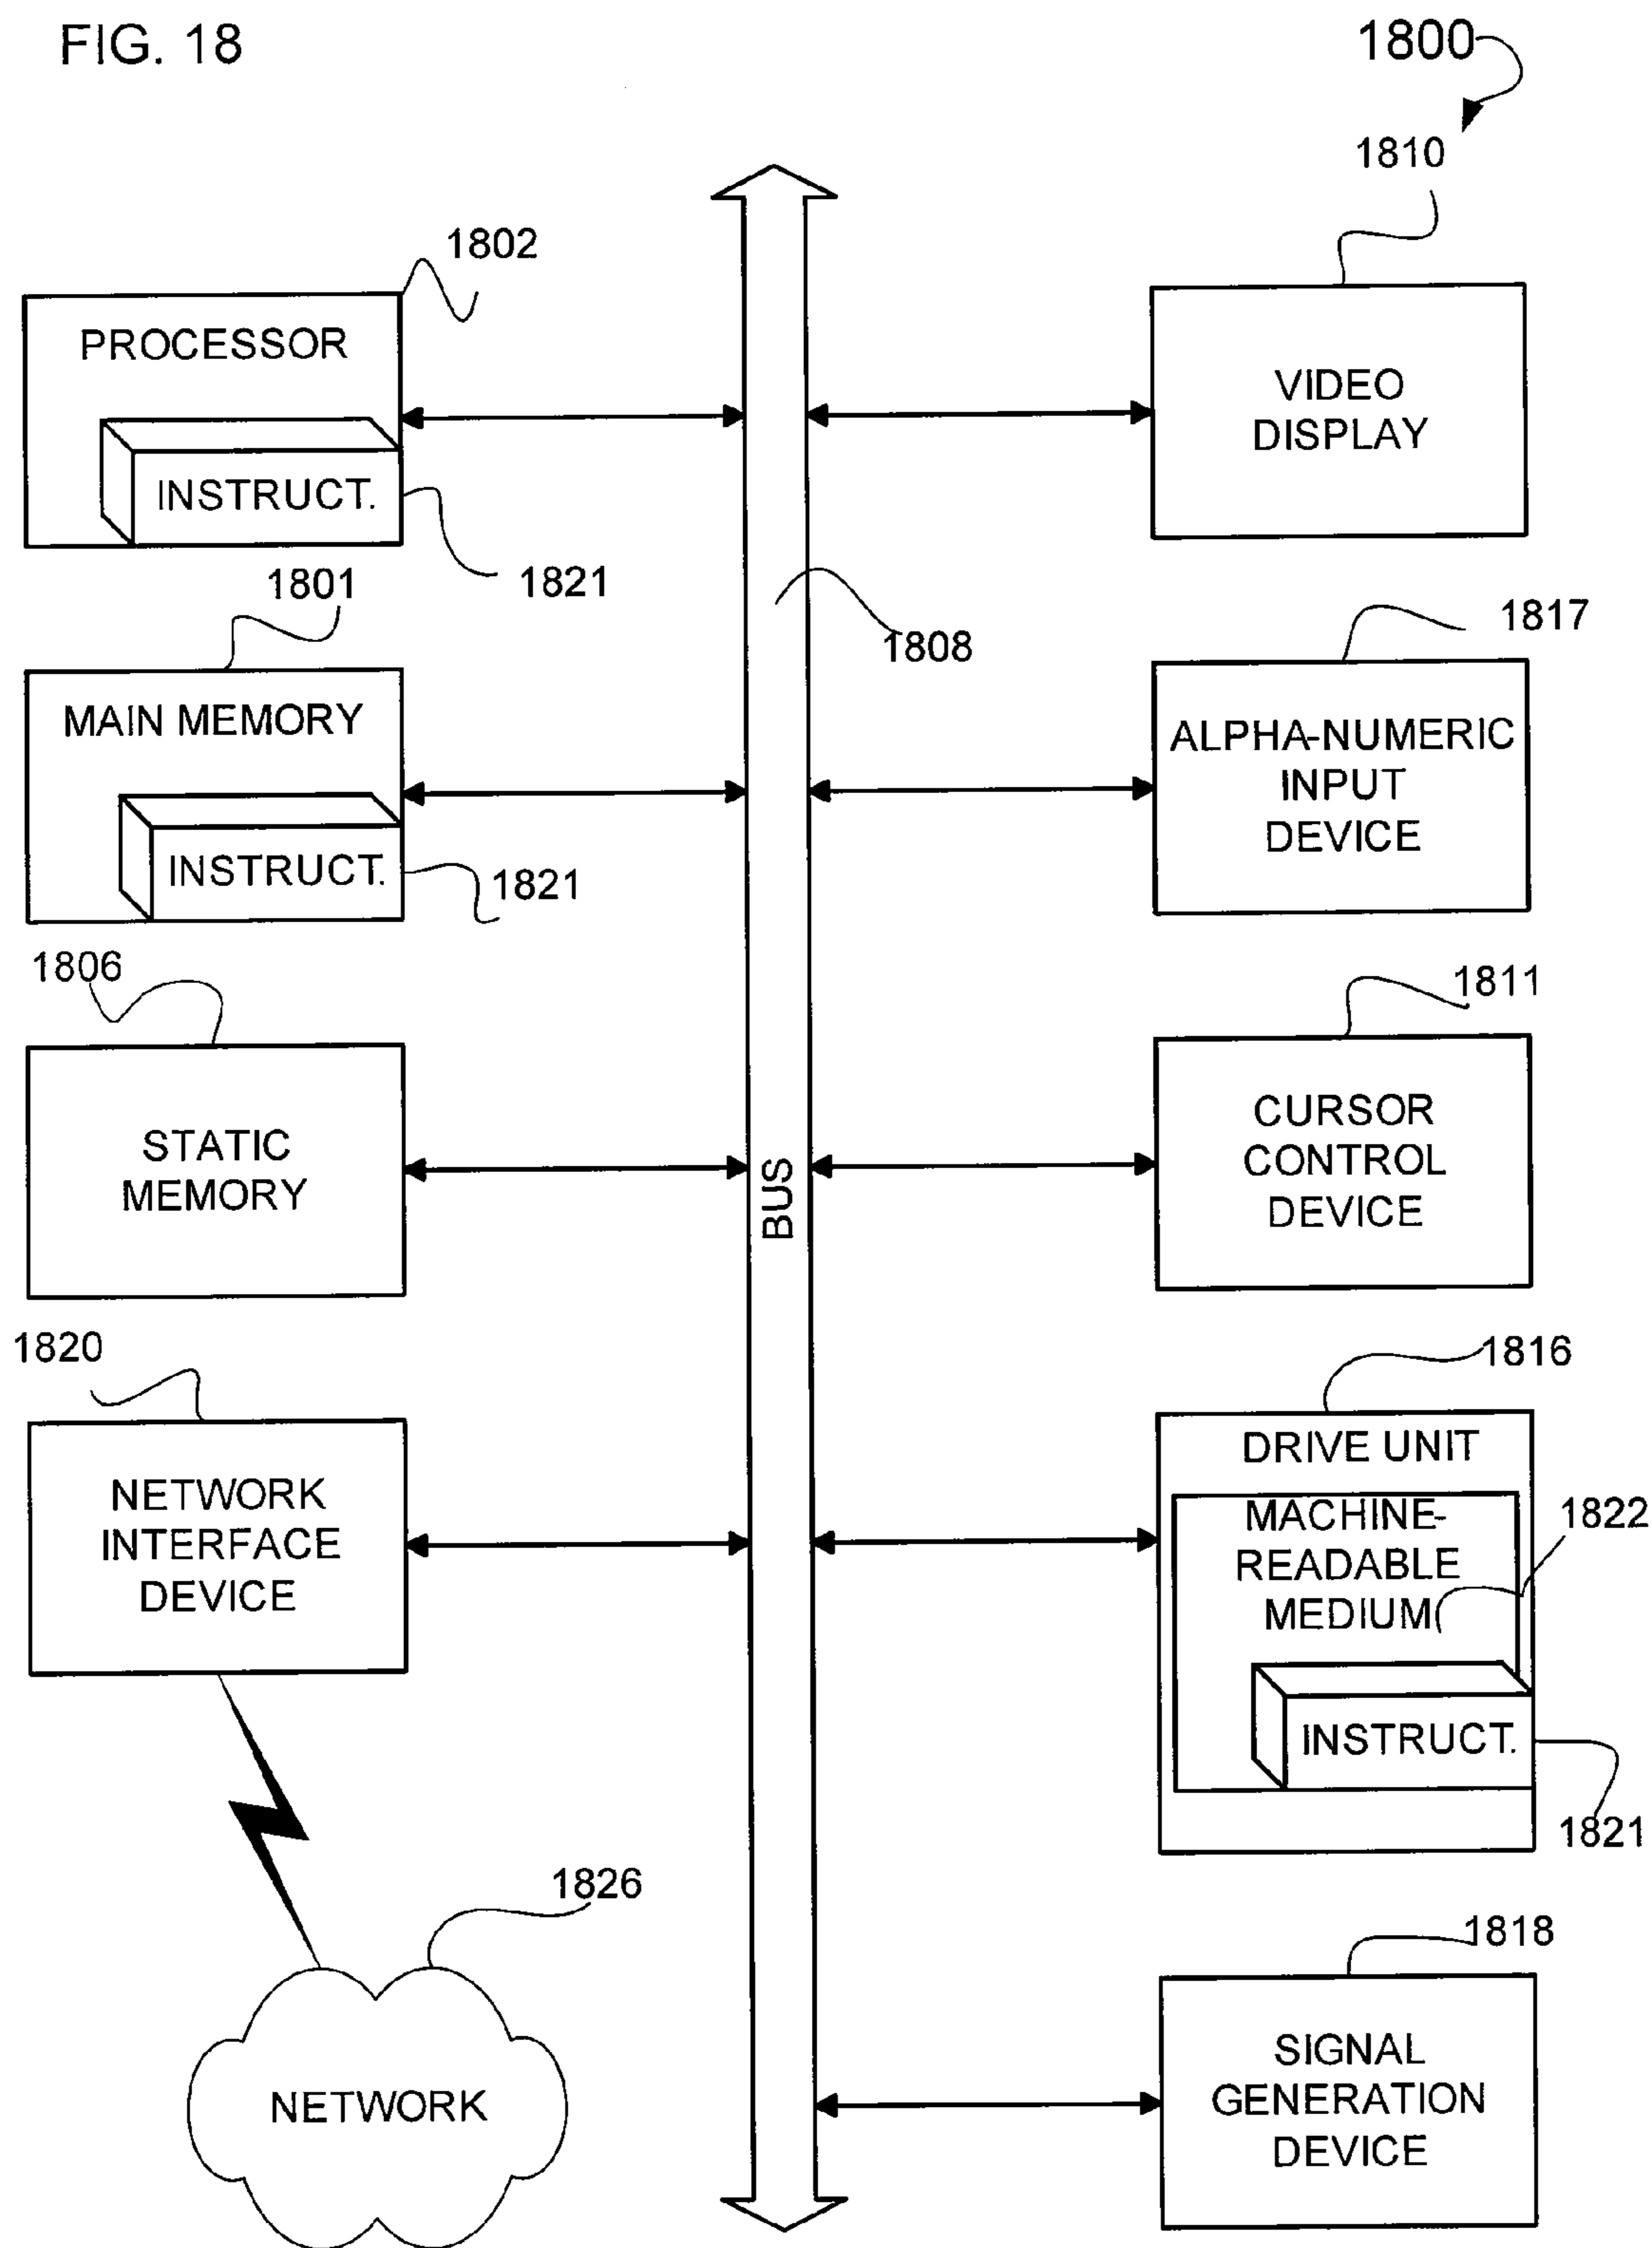 FIG. 18
1800
1810
1802
PROCESSOR
INSTRUCT.
1821
VIDEO
DISPLAY
1801
MAIN MEMORY
INSTRUCT.
1821
1808
1817
ALPHA-NUMERIC
INPUT
DEVICE
1806
STATIC
MEMORY
BUS
1811
CURSOR
CONTROL
DEVICE
1820
NETWORK
INTERFACE
DEVICE
1816
DRIVE UNIT
MACHINE-
READABLE
MEDIUM
1822
INSTRUCT.
1821
1826
NETWORK
1818
SIGNAL
GENERATION
DEVICE